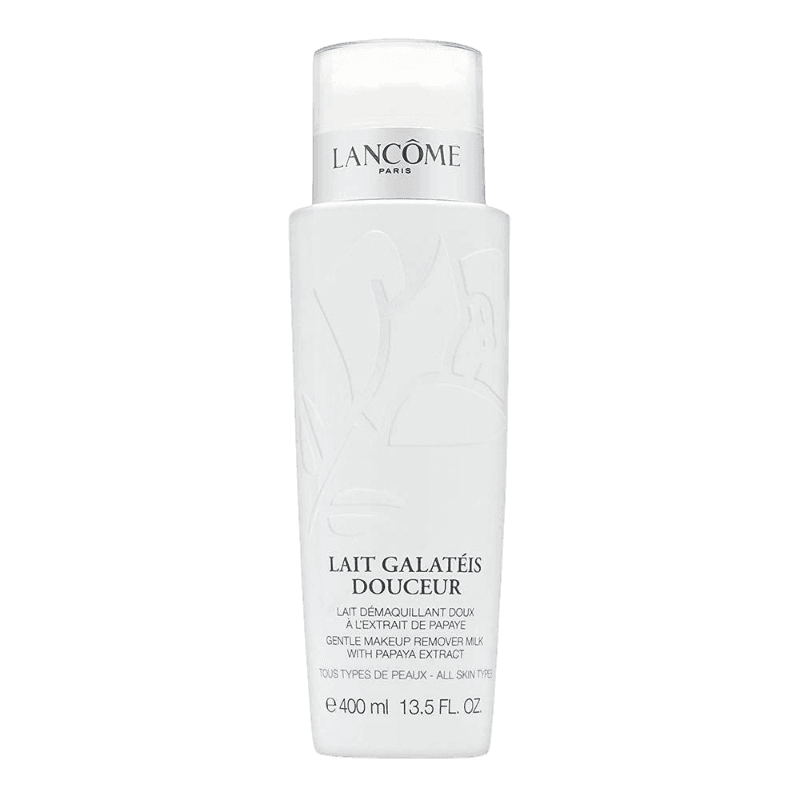 LANCÔME
PARIS
LAIT GALATÉIS
DOUCEUR
LAIT DÉMAQUILLANT DOUX
À L'EXTRAIT DE PAPAYE
GENTLE MAKEUP REMOVER MILK
WITH PAPAYA EXTRACT
TOUS TYPES DE PEAUX - ALL SKIN TYPES
℮400 ml 13.5 FL. OZ.